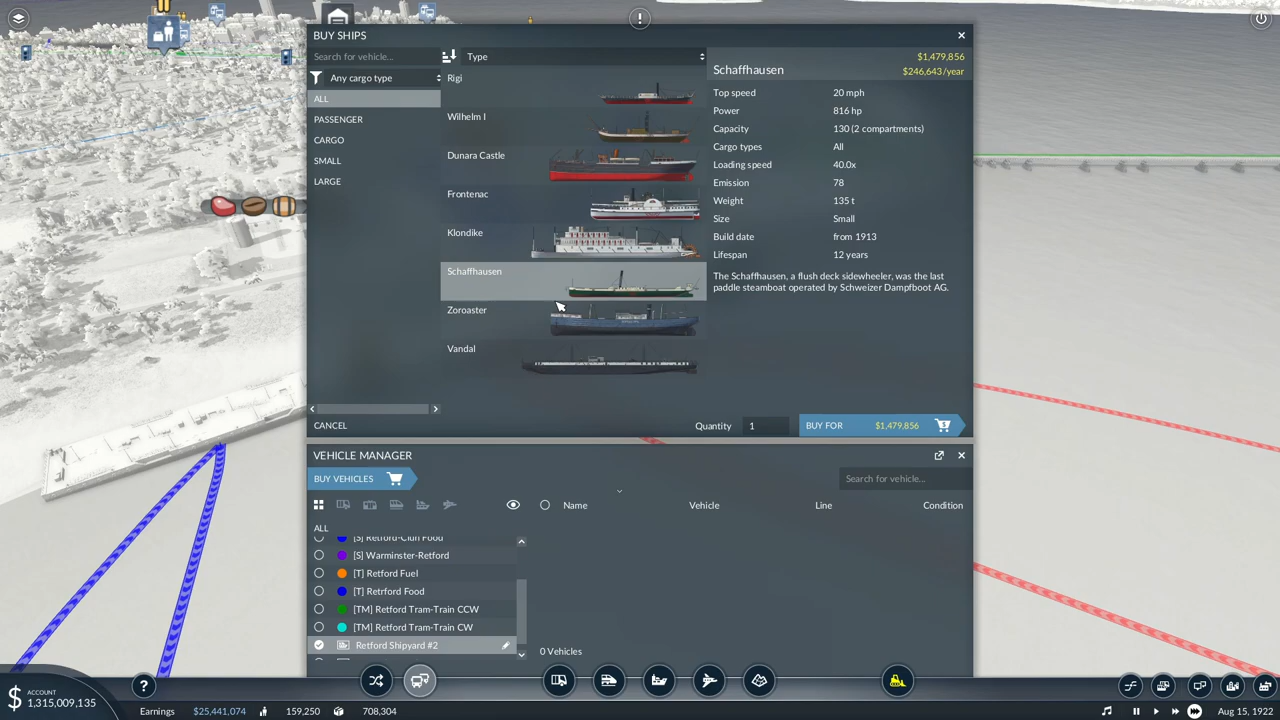 BUY SHIPS
Search for vehicle...
Type
$1,479,856
Schaffhausen
$246,643/year
Any cargo type
ALL
PASSENGER
CARGO
SMALL
LARGE
Rigi
Wilhelm I
Dunara Castle
Frontenac
Klondike
Schaffhausen
Zoroaster
Vandal
Top speed 20 mph
Power 816 hp
Capacity 130 (2 compartments)
Cargo types All
Loading speed 40.0x
Emission 78
Weight 135 t
Size Small
Build date from 1913
Lifespan 12 years
The Schaffhausen, a flush deck sidewheeler, was the last
paddle steamboat operated by Schweizer Dampfboot AG.
CANCEL
Quantity 1
BUY FOR $1,479,856
VEHICLE MANAGER
BUY VEHICLES
Search for vehicle...
Name Vehicle Line Condition
ALL
[S] Retford-Clun Food
[S] Warminster-Retford
[T] Retford Fuel
[T] Retrford Food
[TM] Retford Tram-Train CCW
[TM] Retford Tram-Train CW
Retford Shipyard #2
0 Vehicles
$ ACCOUNT
1,315,009,135
?
Earnings $25,441,074 159,250 708,304
Aug 15, 1922